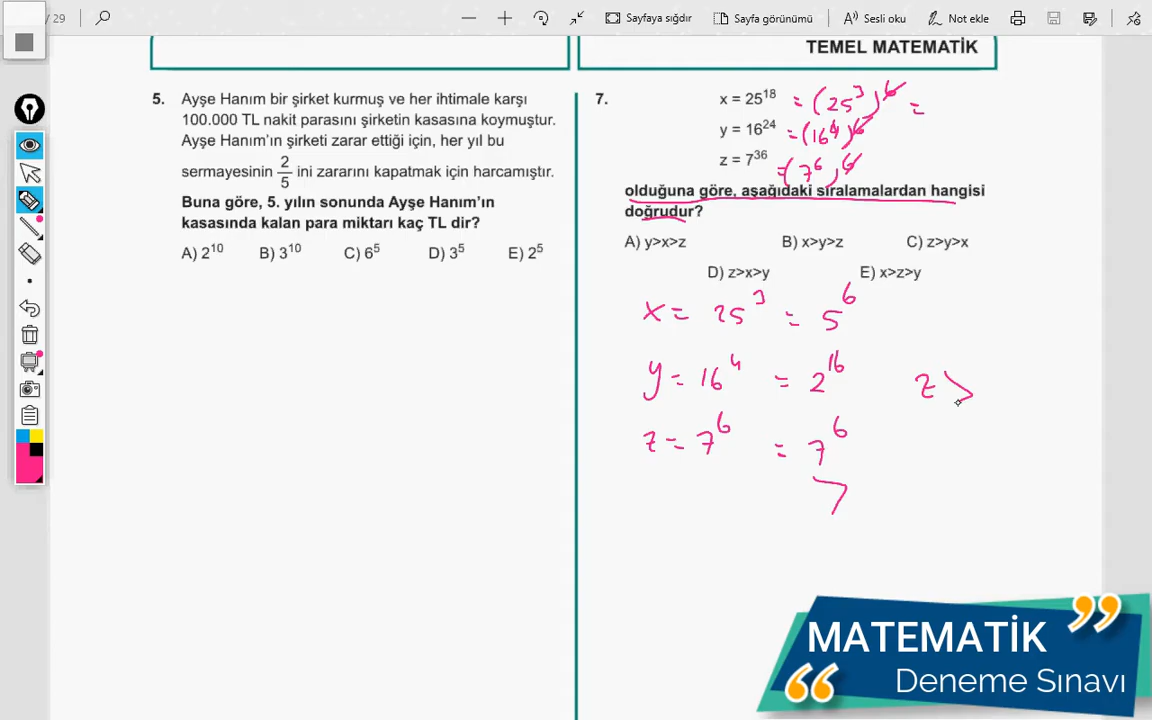 / 29
Sayfaya sığdır
Sayfa görünümü
Sesli oku
Not ekle
TEMEL MATEMATİK
5. Ayşe Hanım bir şirket kurmuş ve her ihtimale karşı
100.000 TL nakit parasını şirketin kasasına koymuştur.
Ayşe Hanım'ın şirketi zarar ettiği için, her yıl bu
sermayesinin 2/5 ini zararını kapatmak için harcamıştır.
Buna göre, 5. yılın sonunda Ayşe Hanım'ın
kasasında kalan para miktarı kaç TL dir?
A) 2^10 B) 3^10 C) 6^5 D) 3^5 E) 2^5
7. x = 25^18 = (25^3)^6 =
y = 16^24 = (16^4)^6
z = 7^36 = (7^6)^6
olduğuna göre, aşağıdaki sıralamalardan hangisi
doğrudur?
A) y>x>z B) x>y>z C) z>y>x
D) z>x>y E) x>z>y
x = 25^3 = 5^6
y = 16^4 = 2^16
z = 7^6 = 7^6
z >
>
MATEMATİK
Deneme Sınavı